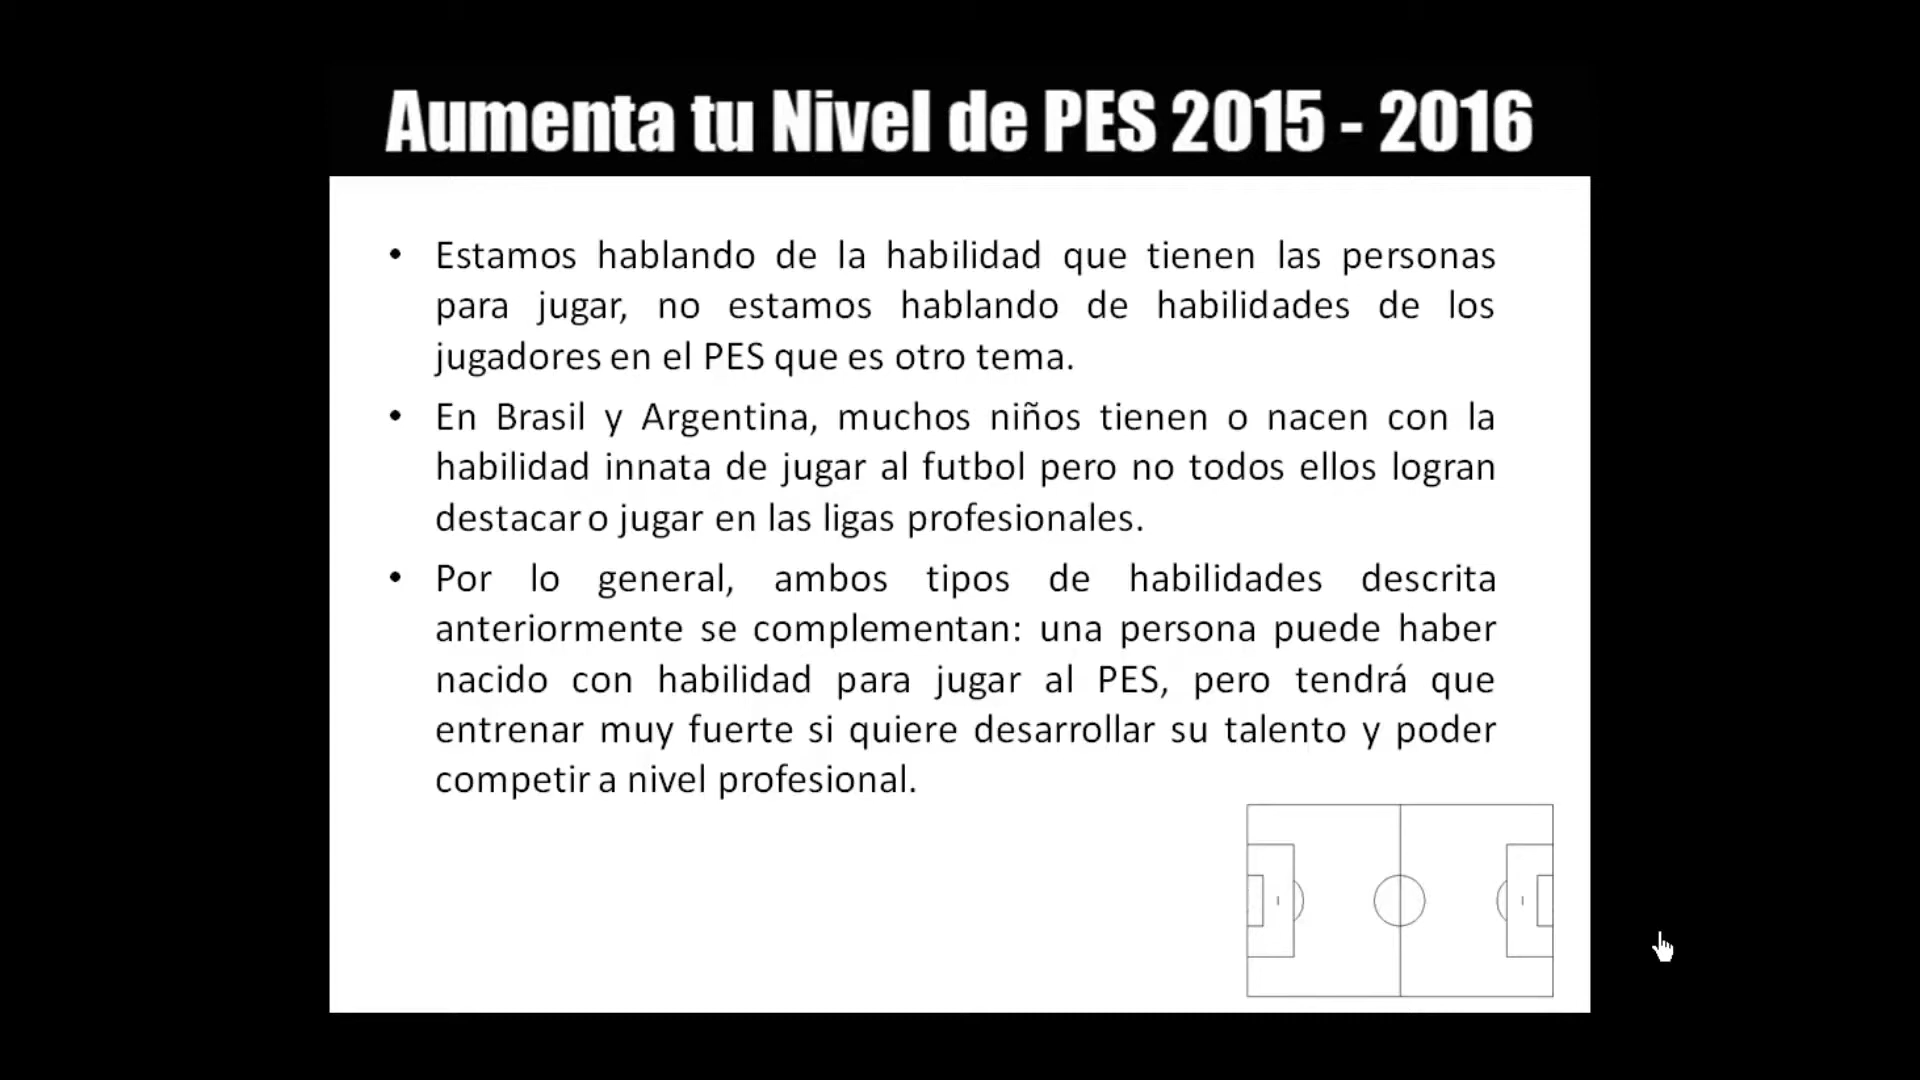 Aumenta tu Nivel de PES 2015 - 2016
• Estamos hablando de la habilidad que tienen las personas
para jugar, no estamos hablando de habilidades de los
jugadores en el PES que es otro tema.
• En Brasil y Argentina, muchos niños tienen o nacen con la
habilidad innata de jugar al futbol pero no todos ellos logran
destacar o jugar en las ligas profesionales.
• Por lo general, ambos tipos de habilidades descrita
anteriormente se complementan: una persona puede haber
nacido con habilidad para jugar al PES, pero tendrá que
entrenar muy fuerte si quiere desarrollar su talento y poder
competir a nivel profesional.